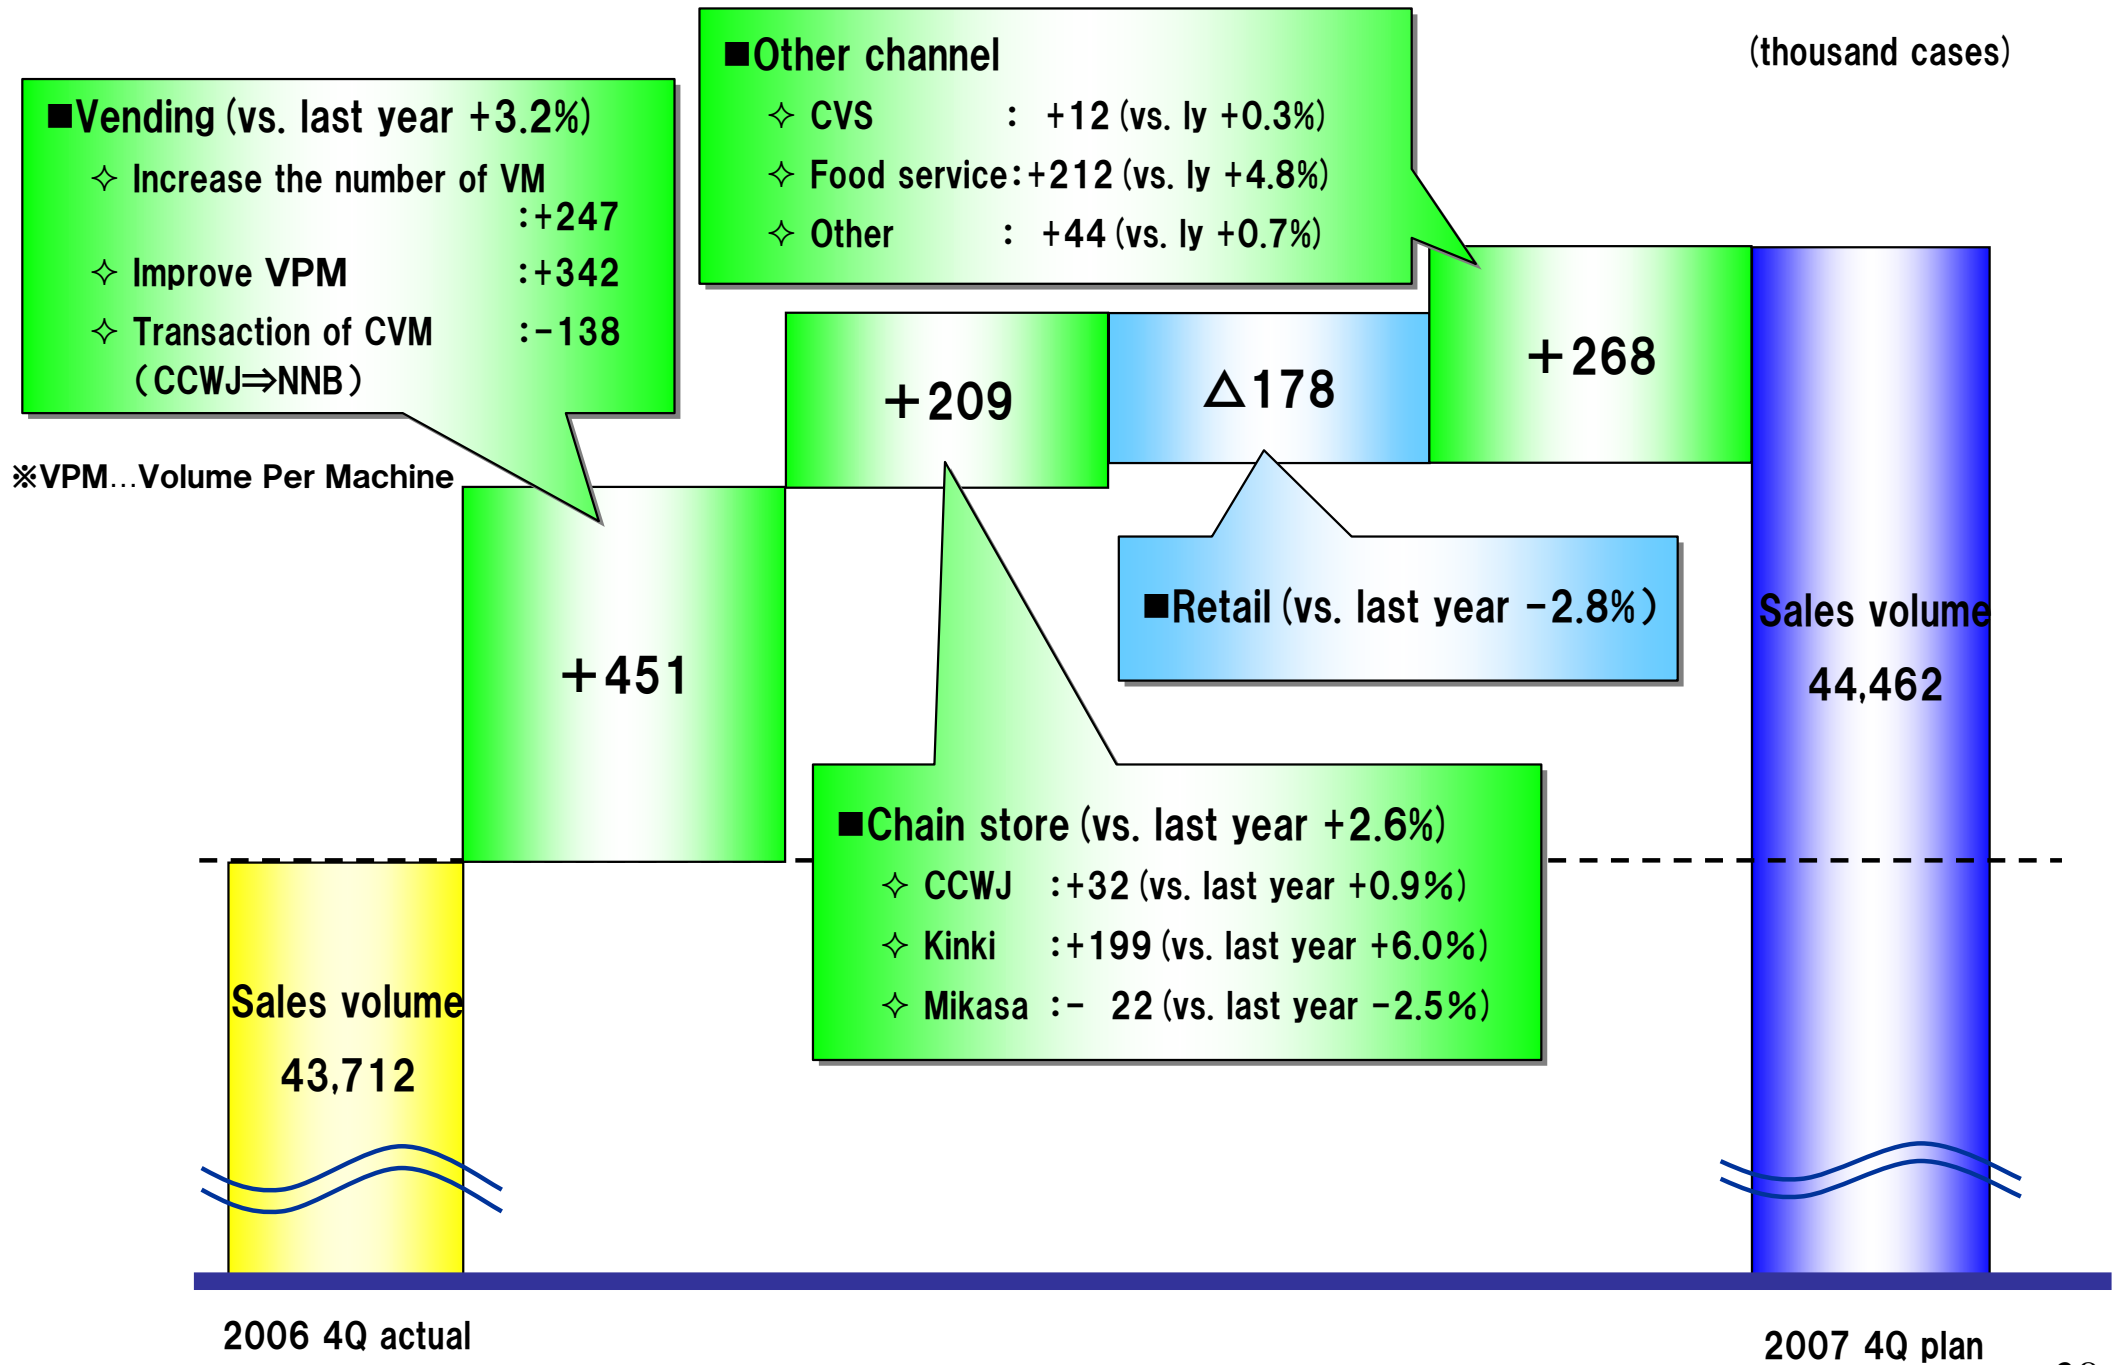 (thousand cases)
■Other channel
✧ CVS : +12 (vs. ly +0.3%)
✧ Food service:+212 (vs. ly +4.8%)
✧ Other : +44 (vs. ly +0.7%)
■Vending (vs. last year +3.2%)
✧ Increase the number of VM
:+247
✧ Improve VPM :+342
✧ Transaction of CVM :-138
(CCWJ⇒NNB)
※VPM…Volume Per Machine
+451
+209
△178
+268
■Retail (vs. last year -2.8%)
■Chain store (vs. last year +2.6%)
✧ CCWJ :+32 (vs. last year +0.9%)
✧ Kinki :+199 (vs. last year +6.0%)
✧ Mikasa :- 22 (vs. last year -2.5%)
Sales volume
43,712
Sales volume
44,462
2006 4Q actual
2007 4Q plan